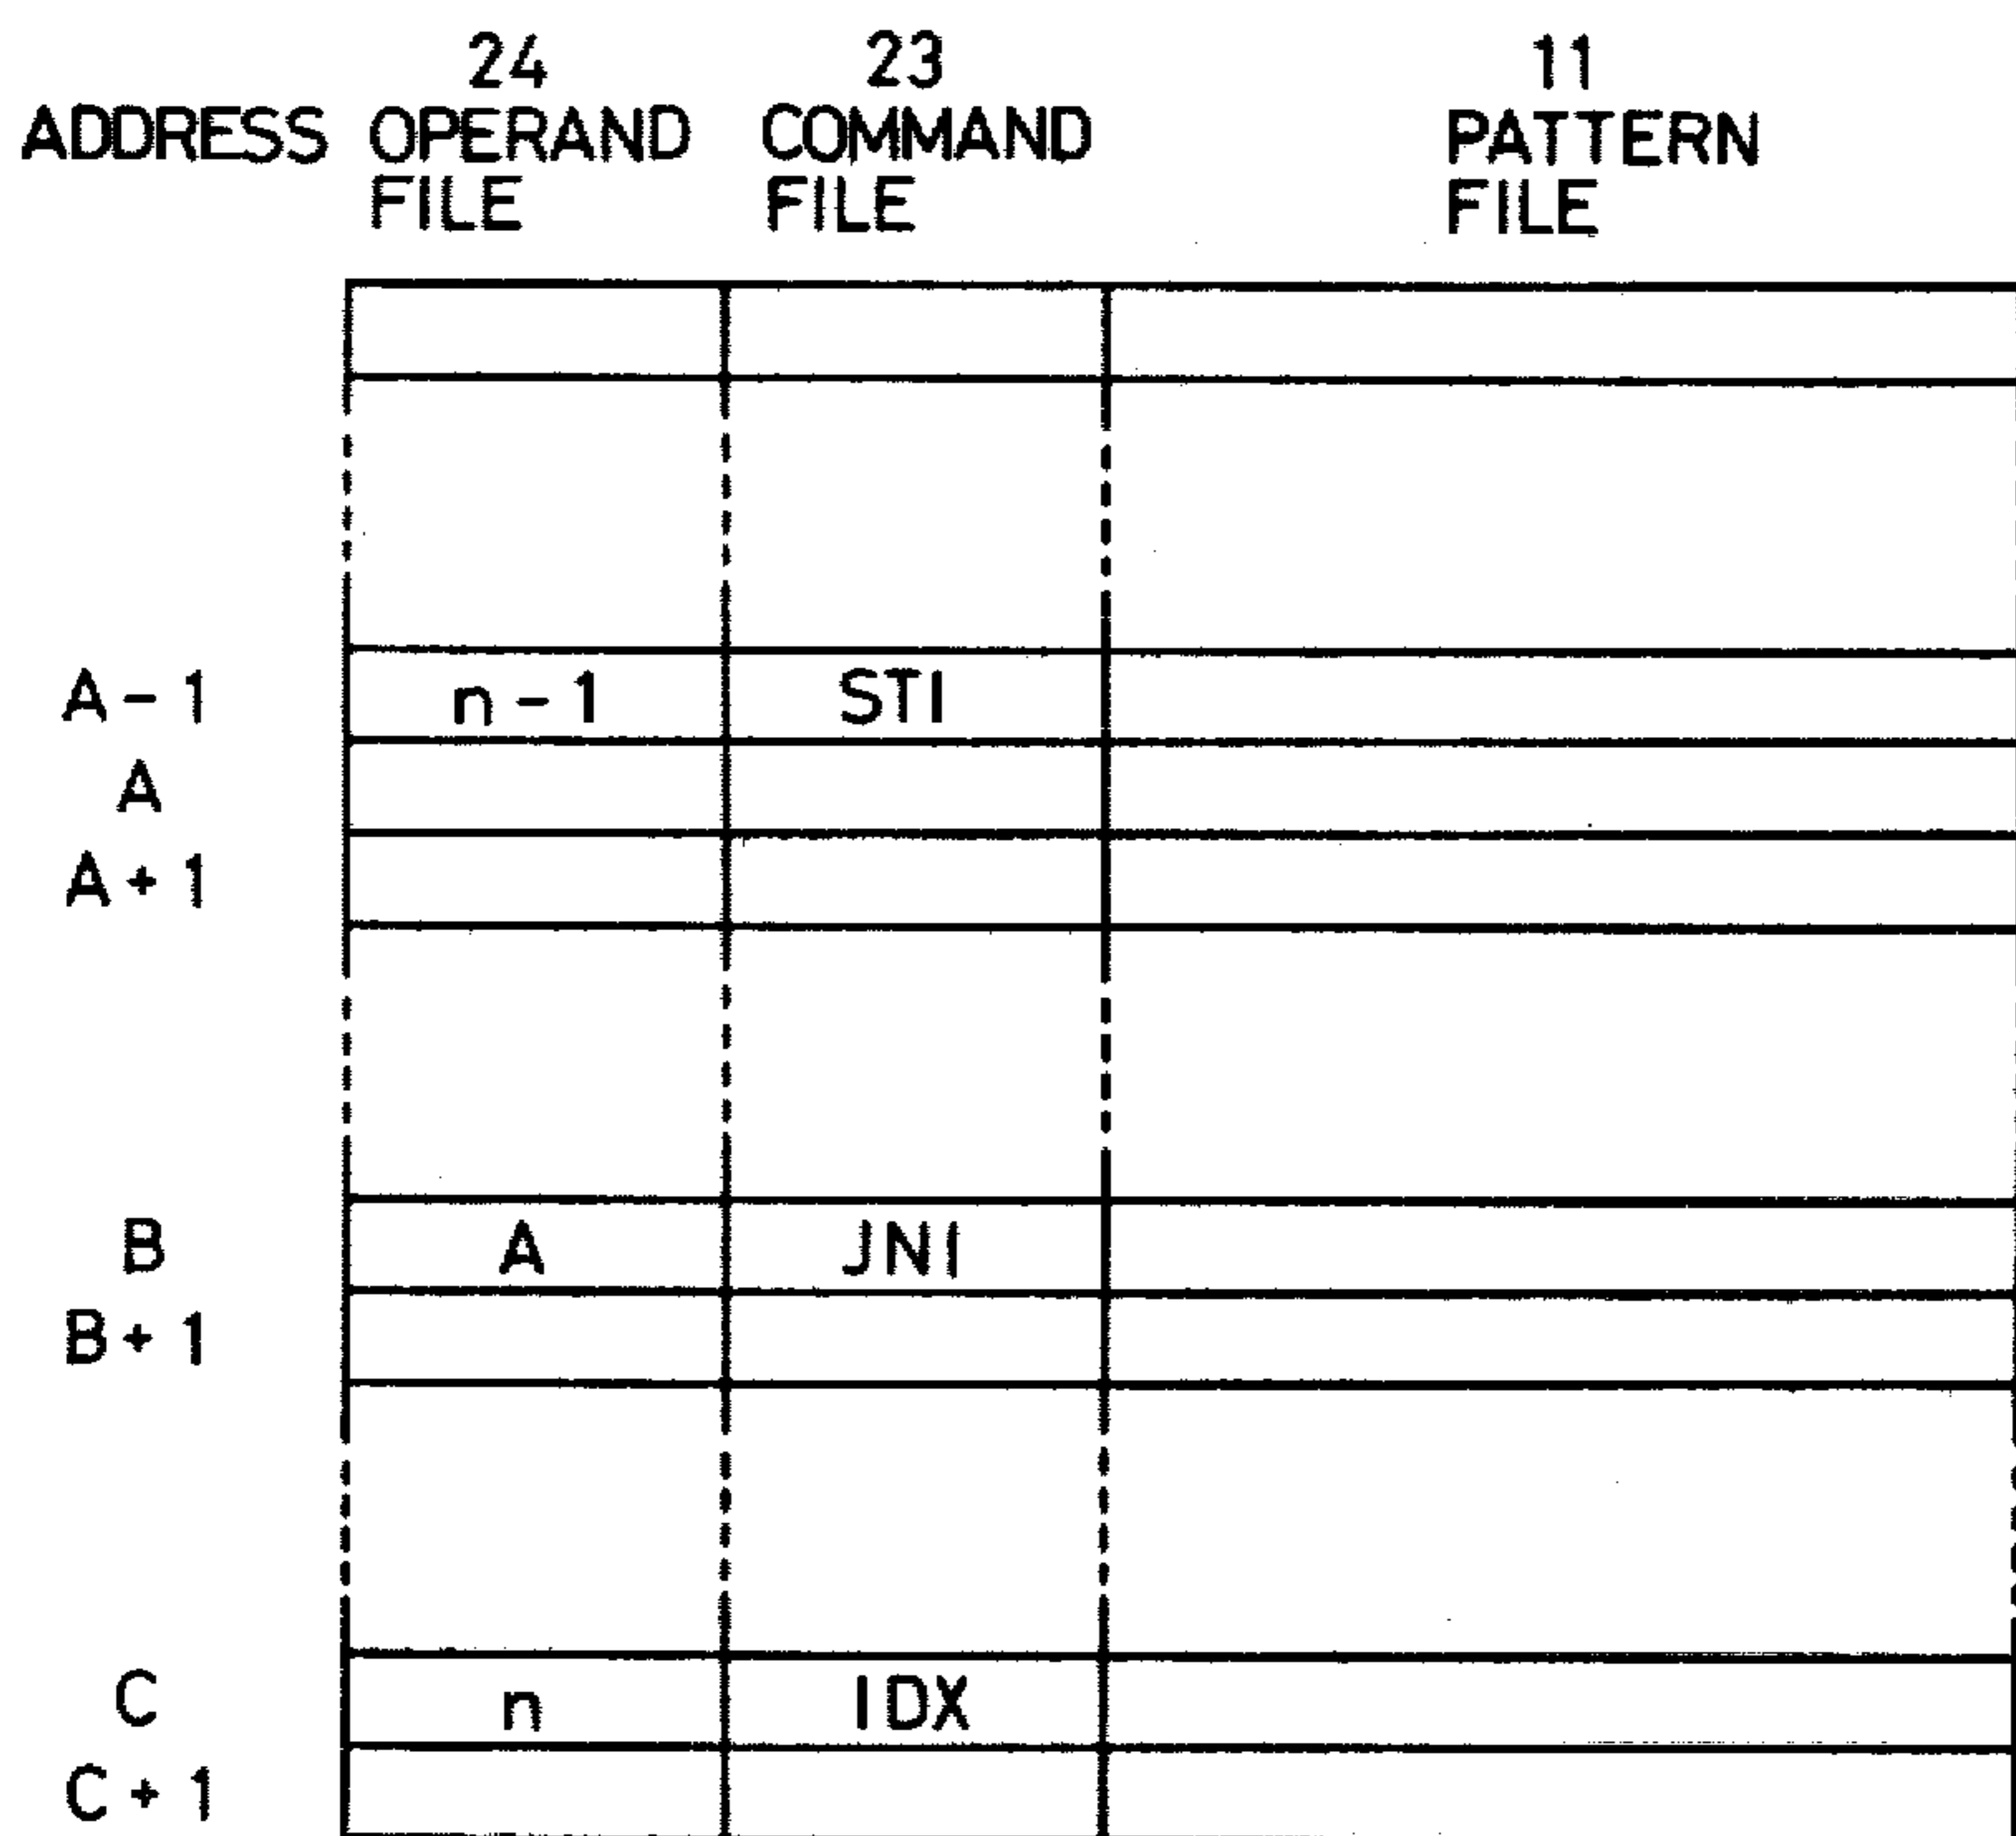 24 23 11
ADDRESS OPERAND COMMAND PATTERN
FILE FILE FILE
A-1 n-1 STI
A
A+1
B A JNI
B+1
C n IDX
C+1